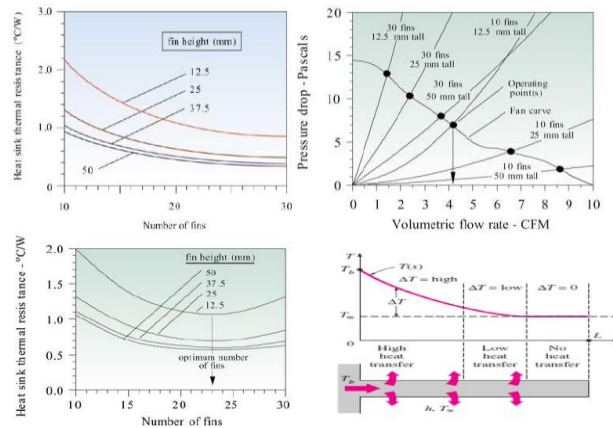 Heat sink thermal resistance (°C/W)
3.0
2.0
1.0
0.0
10
20
30
Number of fins
fin height (mm)
12.5
25
37.5
50
Pressure drop - Pascals
20
15
10
5
0
0 1 2 3 4 5 6 7 8 9 10
Volumetric flow rate - CFM
30 fins
12.5 mm tall
30 fins
25 mm tall
30 fins
50 mm tall
10 fins
12.5 mm tall
Operating
point(s)
Fan curve
10 fins
25 mm tall
10 fins
50 mm tall
Heat sink thermal resistance - °C/W
2.0
1.5
1.0
0.5
0.0
10 15 20 25 30
Number of fins
fin height (mm)
50
37.5
25
12.5
optimum number
of fins
T
T_b
T(x)
ΔT = high
ΔT
ΔT = low
ΔT = 0
T∞
L
High
heat
transfer
Low
heat
transfer
No
heat
transfer
T_b
h, T∞